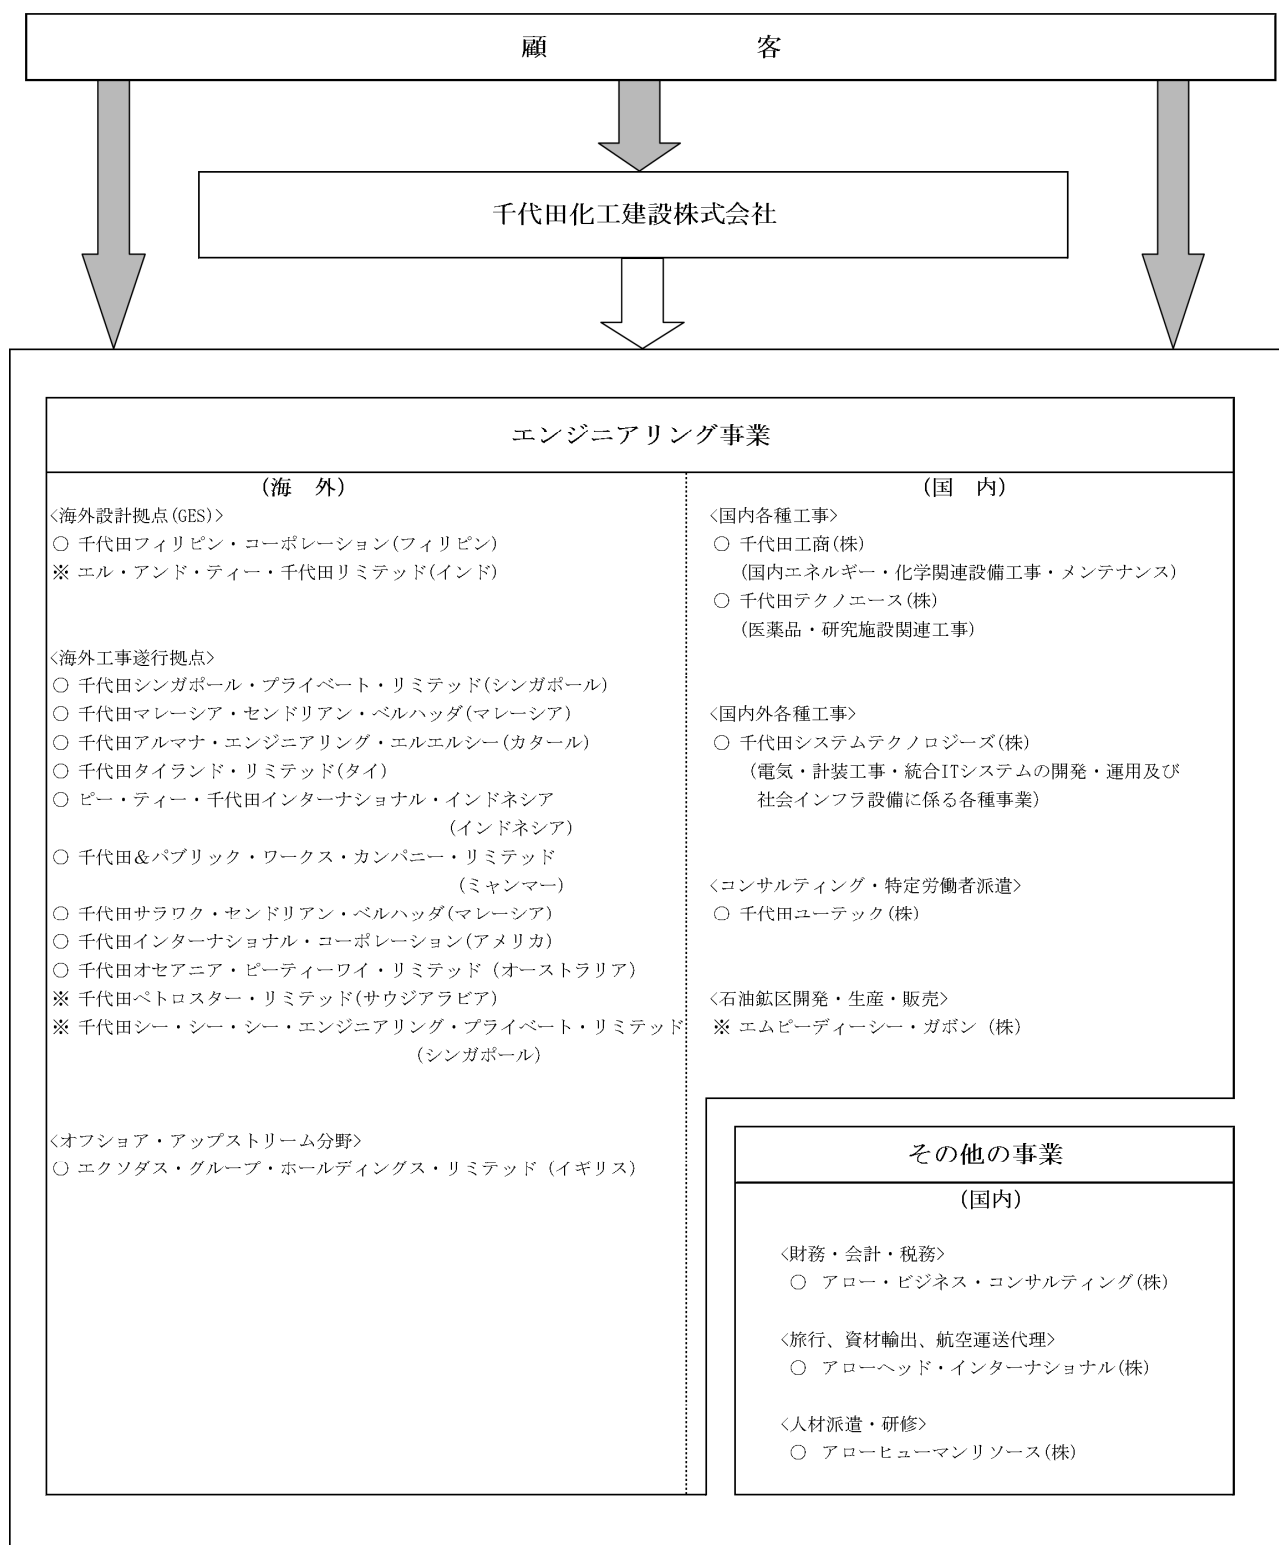 顧　客
千代田化工建設株式会社
エンジニアリング事業
(海　外)
<海外設計拠点(GES)>
○ 千代田フィリピン・コーポレーション(フィリピン)
※ エル・アンド・ティー・千代田リミテッド(インド)
<海外工事遂行拠点>
○ 千代田シンガポール・プライベート・リミテッド(シンガポール)
○ 千代田マレーシア・センドリアン・ベルハッダ(マレーシア)
○ 千代田アルマナ・エンジニアリング・エルエルシー(カタール)
○ 千代田タイランド・リミテッド(タイ)
○ ピー・ティー・千代田インターナショナル・インドネシア
(インドネシア)
○ 千代田＆パブリック・ワークス・カンパニー・リミテッド
(ミャンマー)
○ 千代田サラワク・センドリアン・ベルハッダ(マレーシア)
○ 千代田インターナショナル・コーポレーション(アメリカ)
○ 千代田オセアニア・ピーティーワイ・リミテッド（オーストラリア）
※ 千代田ペトロスター・リミテッド(サウジアラビア)
※ 千代田シー・シー・シー・エンジニアリング・プライベート・リミテッド
(シンガポール)
<オフショア・アップストリーム分野>
○ エクソダス・グループ・ホールディングス・リミテッド（イギリス）
(国　内)
<国内各種工事>
○ 千代田工商(株)
(国内エネルギー・化学関連設備工事・メンテナンス)
○ 千代田テクノエース(株)
(医薬品・研究施設関連工事)
<国内外各種工事>
○ 千代田システムテクノロジーズ(株)
(電気・計装工事・統合ITシステムの開発・運用及び
社会インフラ設備に係る各種事業)
<コンサルティング・特定労働者派遣>
○ 千代田ユーテック(株)
<石油鉱区開発・生産・販売>
※ エムピーディーシー・ガボン（株）
その他の事業
(国内)
<財務・会計・税務>
○ アロー・ビジネス・コンサルティング(株)
<旅行、資材輸出、航空運送代理>
○ アローヘッド・インターナショナル(株)
<人材派遣・研修>
○ アローヒューマンリソース(株)